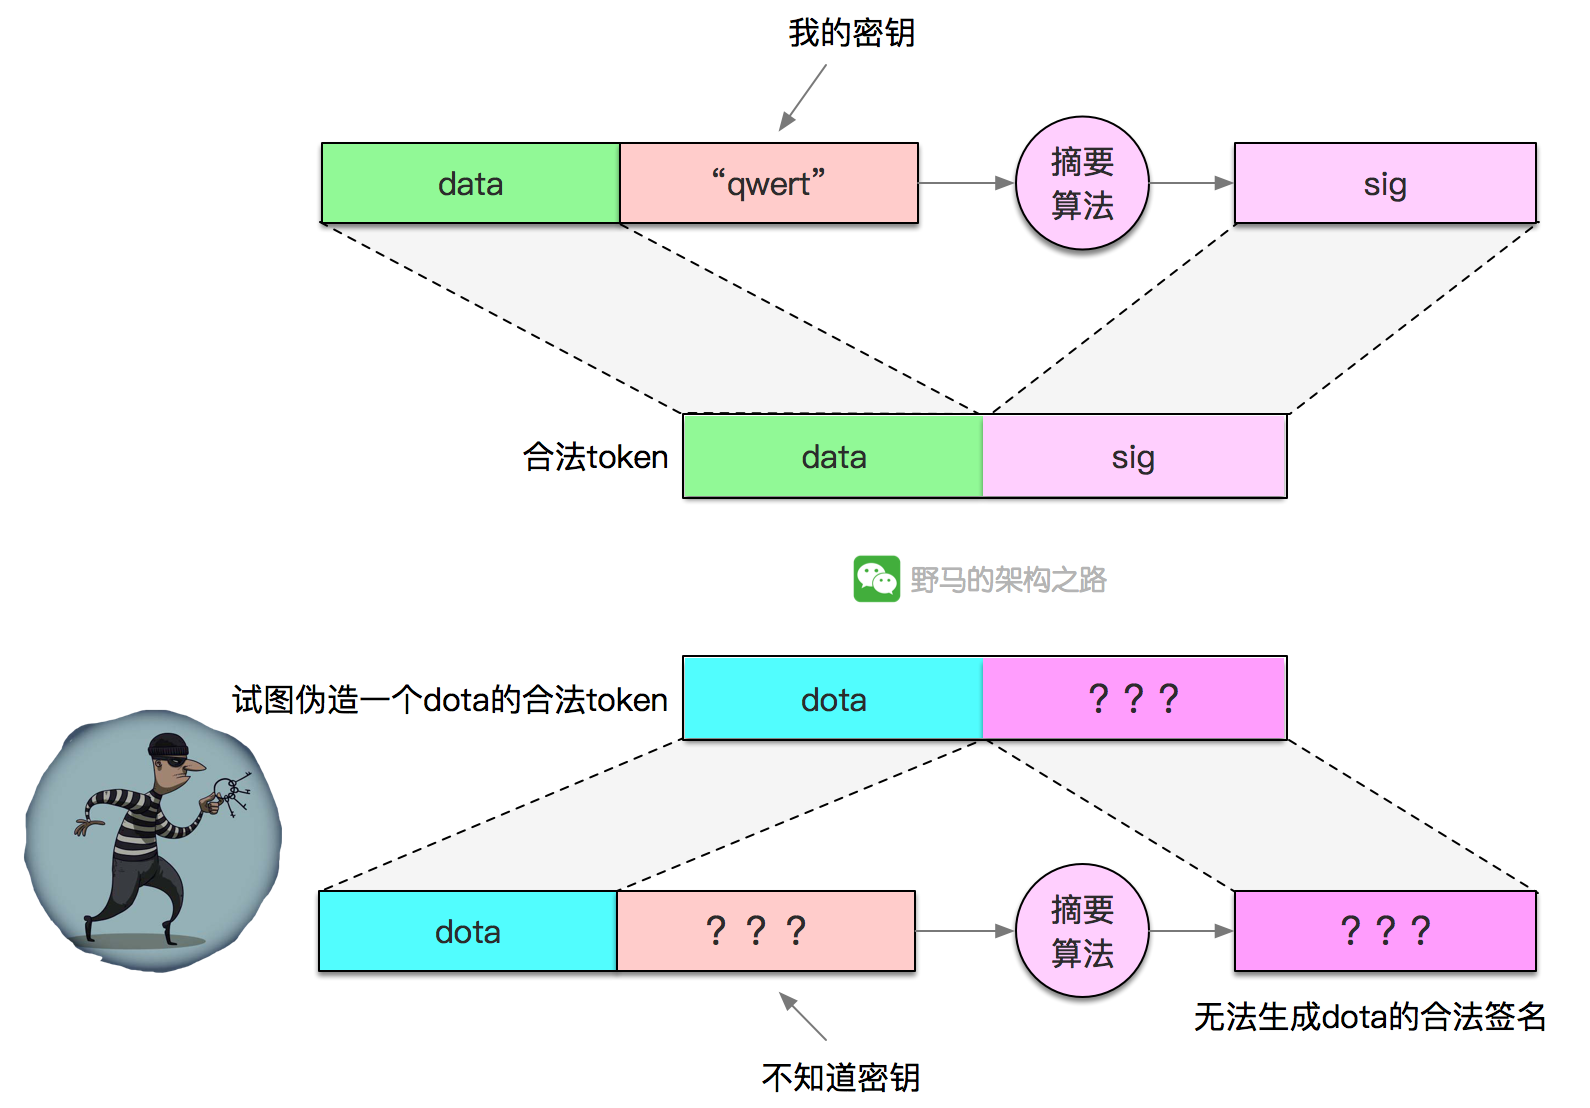 我的密钥
data
“qwert”
摘要
算法
sig
合法token
data
sig
野马的架构之路
试图伪造一个dota的合法token
dota
？？？
dota
？？？
摘要
算法
？？？
无法生成dota的合法签名
不知道密钥